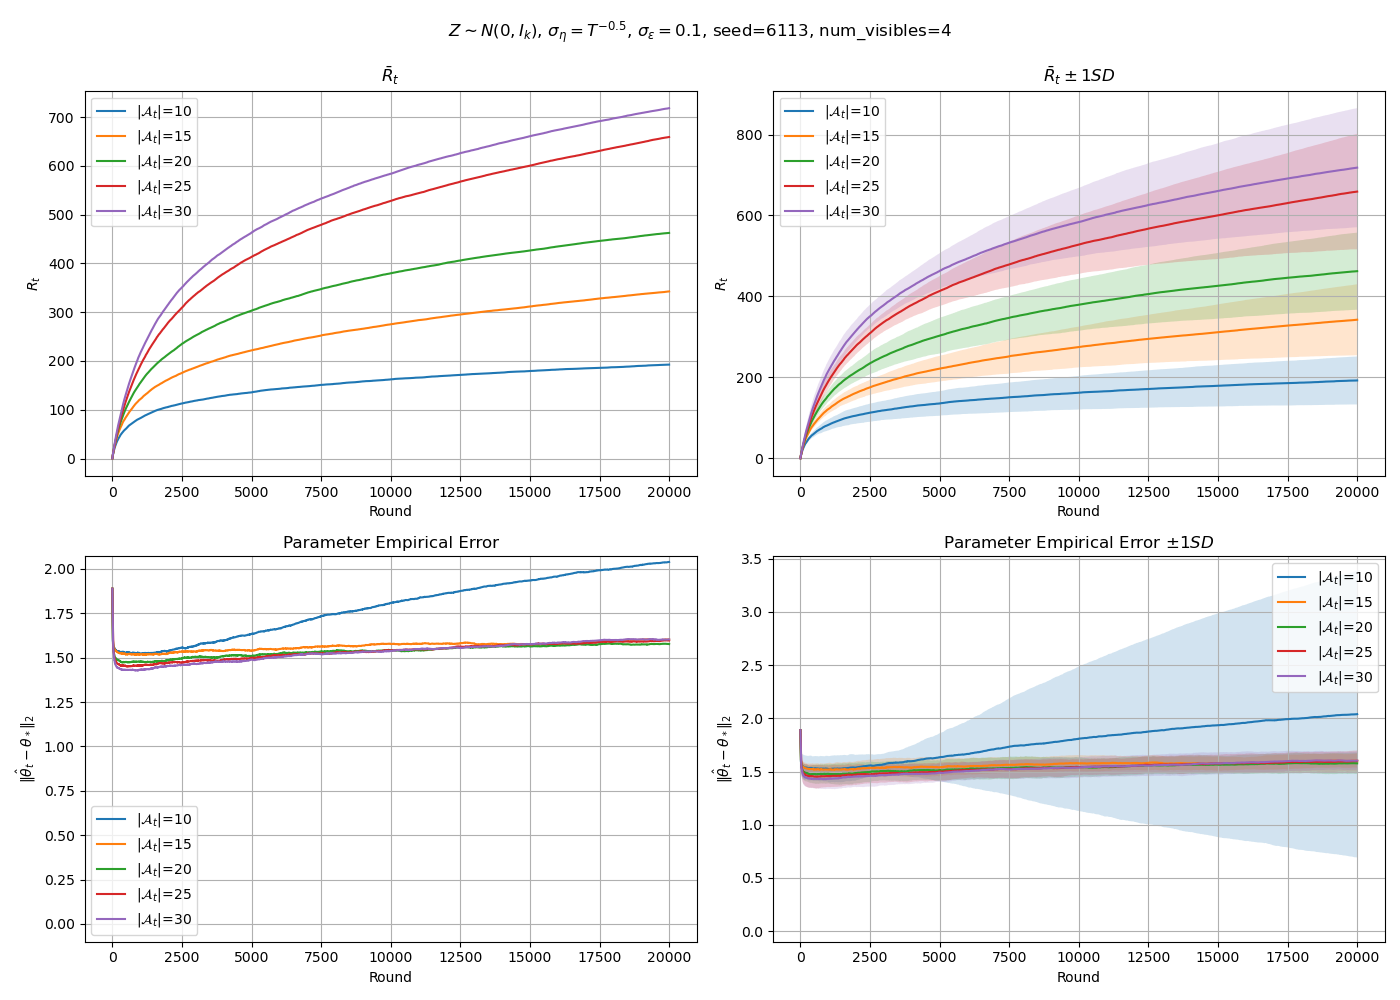 Z ∼ N(0, I_k), σ_η = T^{−0.5}, σ_ε = 0.1, seed=6113, num_visibles=4
R̄_t
R_t
700
600
500
400
300
200
100
0
|𝒜_t|=10
|𝒜_t|=15
|𝒜_t|=20
|𝒜_t|=25
|𝒜_t|=30
0 2500 5000 7500 10000 12500 15000 17500 20000
Round
R̄_t ± 1SD
R_t
800
600
400
200
0
|𝒜_t|=10
|𝒜_t|=15
|𝒜_t|=20
|𝒜_t|=25
|𝒜_t|=30
0 2500 5000 7500 10000 12500 15000 17500 20000
Round
Parameter Empirical Error
‖θ̂_t − θ_*‖_2
2.00
1.75
1.50
1.25
1.00
0.75
0.50
0.25
0.00
|𝒜_t|=10
|𝒜_t|=15
|𝒜_t|=20
|𝒜_t|=25
|𝒜_t|=30
0 2500 5000 7500 10000 12500 15000 17500 20000
Round
Parameter Empirical Error ±1SD
‖θ̂_t − θ_*‖_2
3.5
3.0
2.5
2.0
1.5
1.0
0.5
0.0
|𝒜_t|=10
|𝒜_t|=15
|𝒜_t|=20
|𝒜_t|=25
|𝒜_t|=30
0 2500 5000 7500 10000 12500 15000 17500 20000
Round